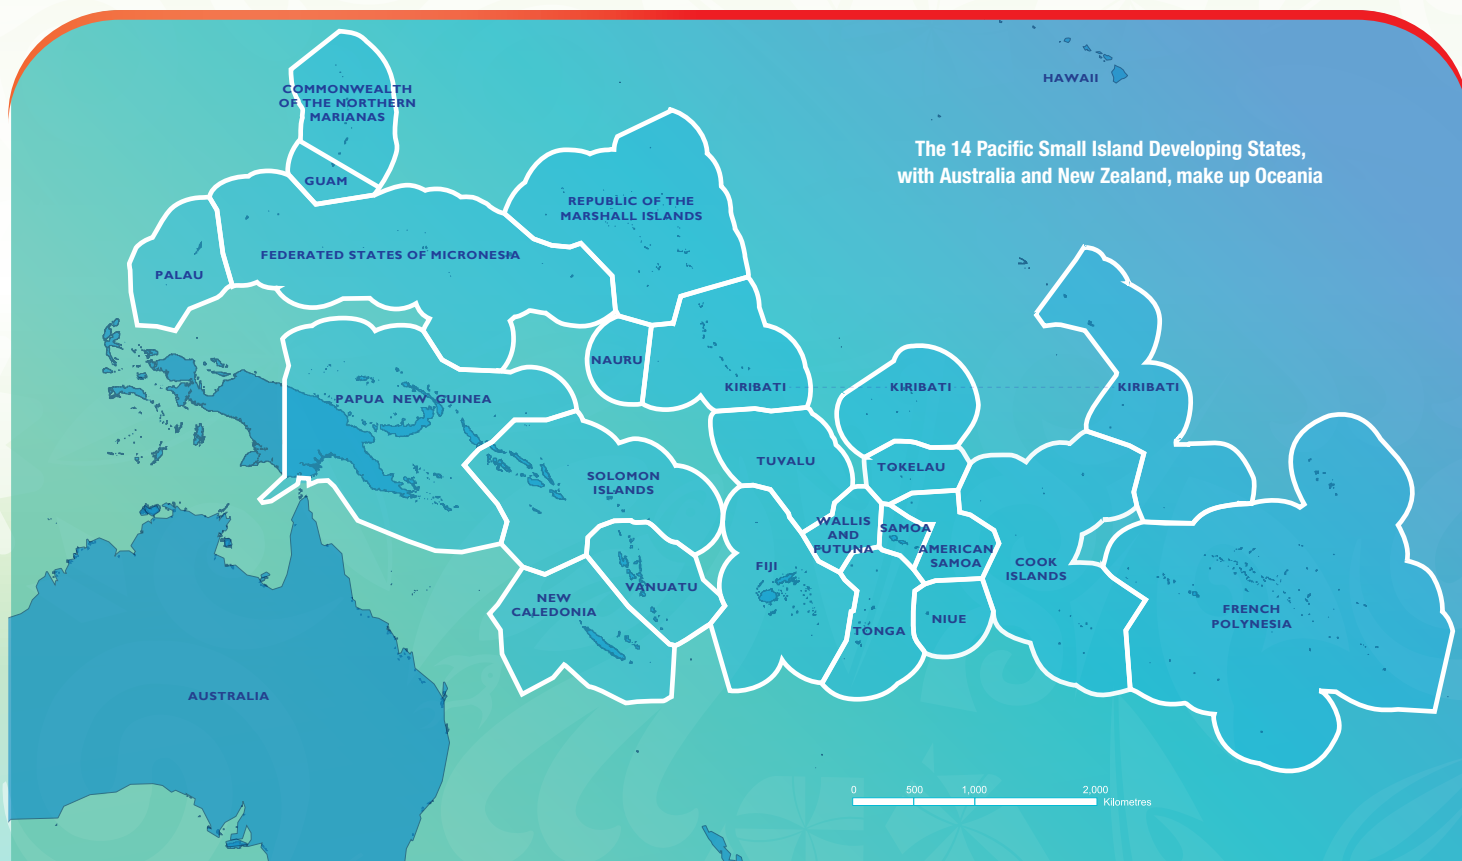 HAWAII
COMMONWEALTH
OF THE NORTHERN
MARIANAS
The 14 Pacific Small Island Developing States,
with Australia and New Zealand, make up Oceania
GUAM
REPUBLIC OF THE
MARSHALL ISLANDS
FEDERATED STATES OF MICRONESIA
PALAU
NAURU
KIRIBATI
KIRIBATI
KIRIBATI
PAPUA NEW GUINEA
TUVALU
TOKELAU
SOLOMON
ISLANDS
WALLIS
AND
FUTUNA
SAMOA
AMERICAN
SAMOA
COOK
ISLANDS
FIJI
VANUATU
NEW
CALEDONIA
NIUE
TONGA
FRENCH
POLYNESIA
AUSTRALIA
0 500 1,000 2,000
Kilometres